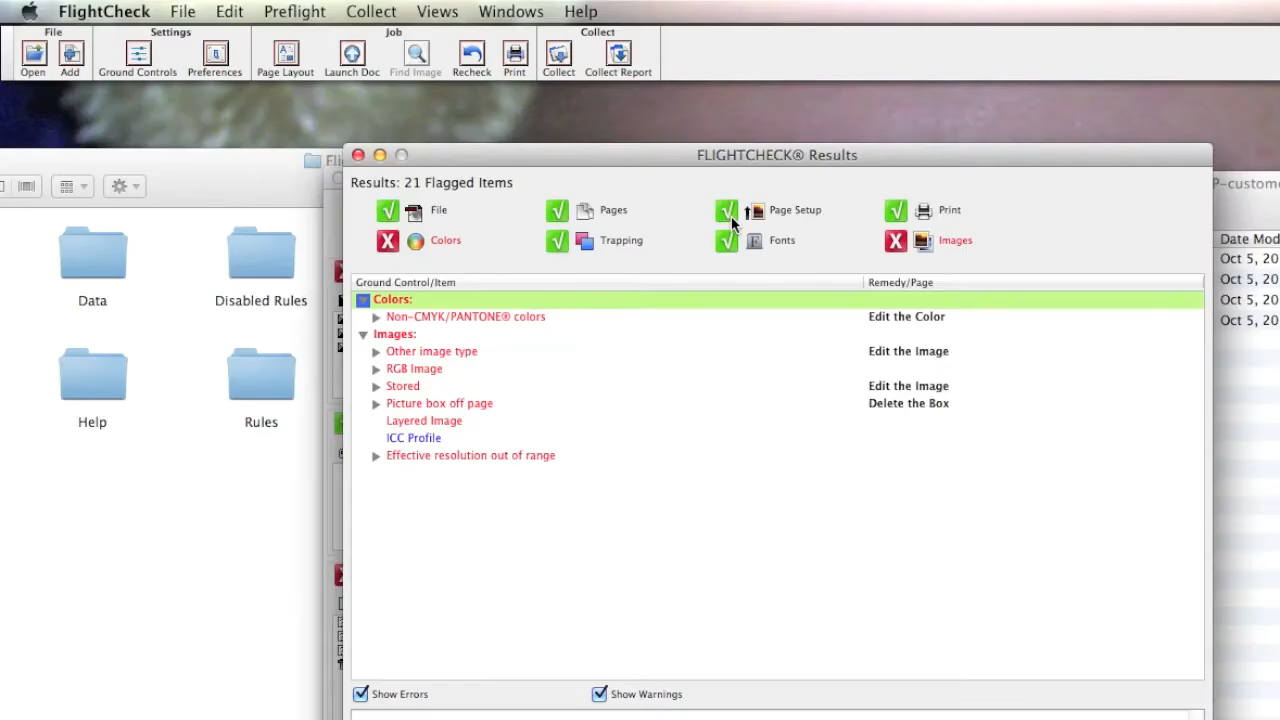 FlightCheck File Edit Preflight Collect Views Windows Help
File Settings Job Collect
Open Add Ground Controls Preferences Page Layout Launch Doc Find Image Recheck Print Collect Collect Report
FLIGHTCHECK® Results
Fli
P-custome
Results: 21 Flagged Items
File Pages Page Setup Print
Colors Trapping Fonts Images
Date Mod
Oct 5, 20
Oct 5, 20
Oct 5, 20
Oct 5, 20
Data Disabled Rules
Help Rules
Ground Control/Item Remedy/Page
Colors:
Non-CMYK/PANTONE® colors Edit the Color
Images:
Other image type Edit the Image
RGB Image
Stored Edit the Image
Picture box off page Delete the Box
Layered Image
ICC Profile
Effective resolution out of range
Show Errors Show Warnings